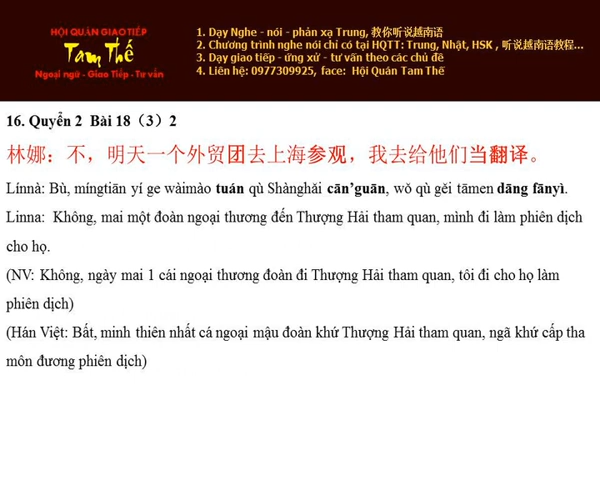 HỘI QUÁN GIAO TIẾP
Tam Thế
Ngoại ngữ - Giao Tiếp - Tư vấn
1. Dạy Nghe - nói - phản xạ Trung, 教你听说越南语
2. Chương trình nghe nói chỉ có tại HQTT: Trung, Nhật, HSK , 听说越南语教程...
3. Dạy giao tiếp - ứng xử - tư vấn theo các chủ đề
4. Liên hệ: 0977309925, face: Hội Quán Tam Thế
16. Quyển 2 Bài 18（3）2
林娜：不，明天一个外贸团去上海参观，我去给他们当翻译。
Línnà: Bù, míngtiān yí ge wàimào tuán qù Shànghǎi cān’guān, wǒ qù gěi tāmen dāng fānyì.
Linna: Không, mai một đoàn ngoại thương đến Thượng Hải tham quan, mình đi làm phiên dịch
cho họ.
(NV: Không, ngày mai 1 cái ngoại thương đoàn đi Thượng Hải tham quan, tôi đi cho họ làm
phiên dịch)
(Hán Việt: Bất, minh thiên nhất cá ngoại mậu đoàn khứ Thượng Hải tham quan, ngã khứ cấp tha
môn đương phiên dịch)